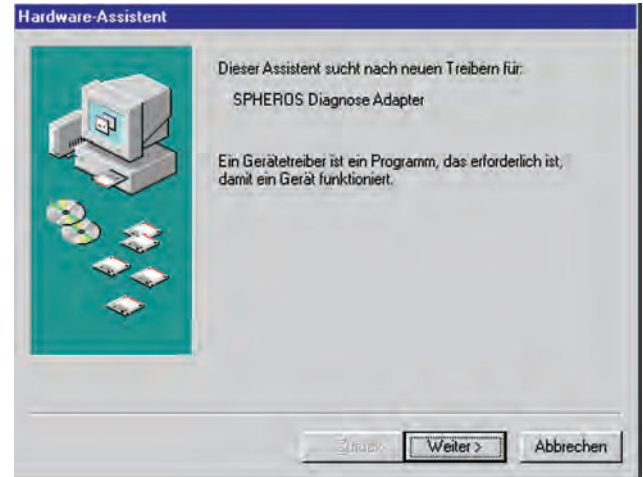 Hardware-Assistent
Dieser Assistent sucht nach neuen Treibern für:
SPHEROS Diagnose Adapter
Ein Gerätetreiber ist ein Programm, das erforderlich ist,
damit ein Gerät funktioniert.
Weiter >
Abbrechen